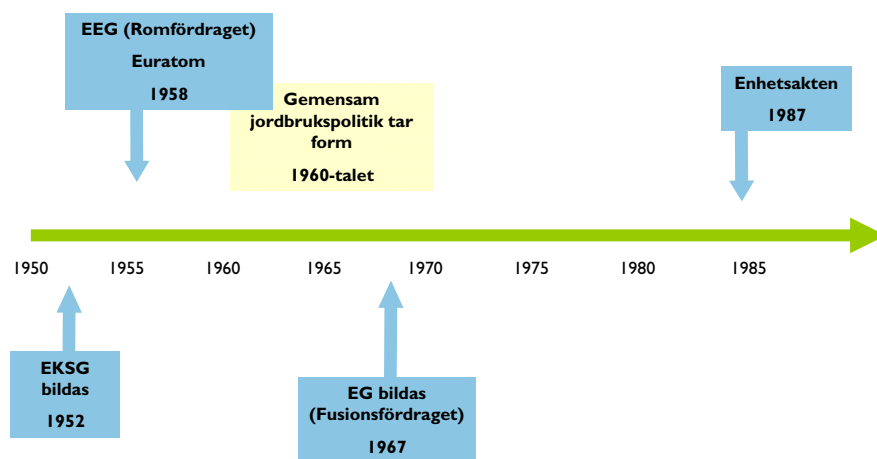 EEG (Romfördraget)
Euratom
1958
Gemensam
jordbrukspolitik tar
form
1960-talet
Enhetsakten
1987
1950 1955 1960 1965 1970 1975 1980 1985
EKSG
bildas
1952
EG bildas
(Fusionsfördraget)
1967